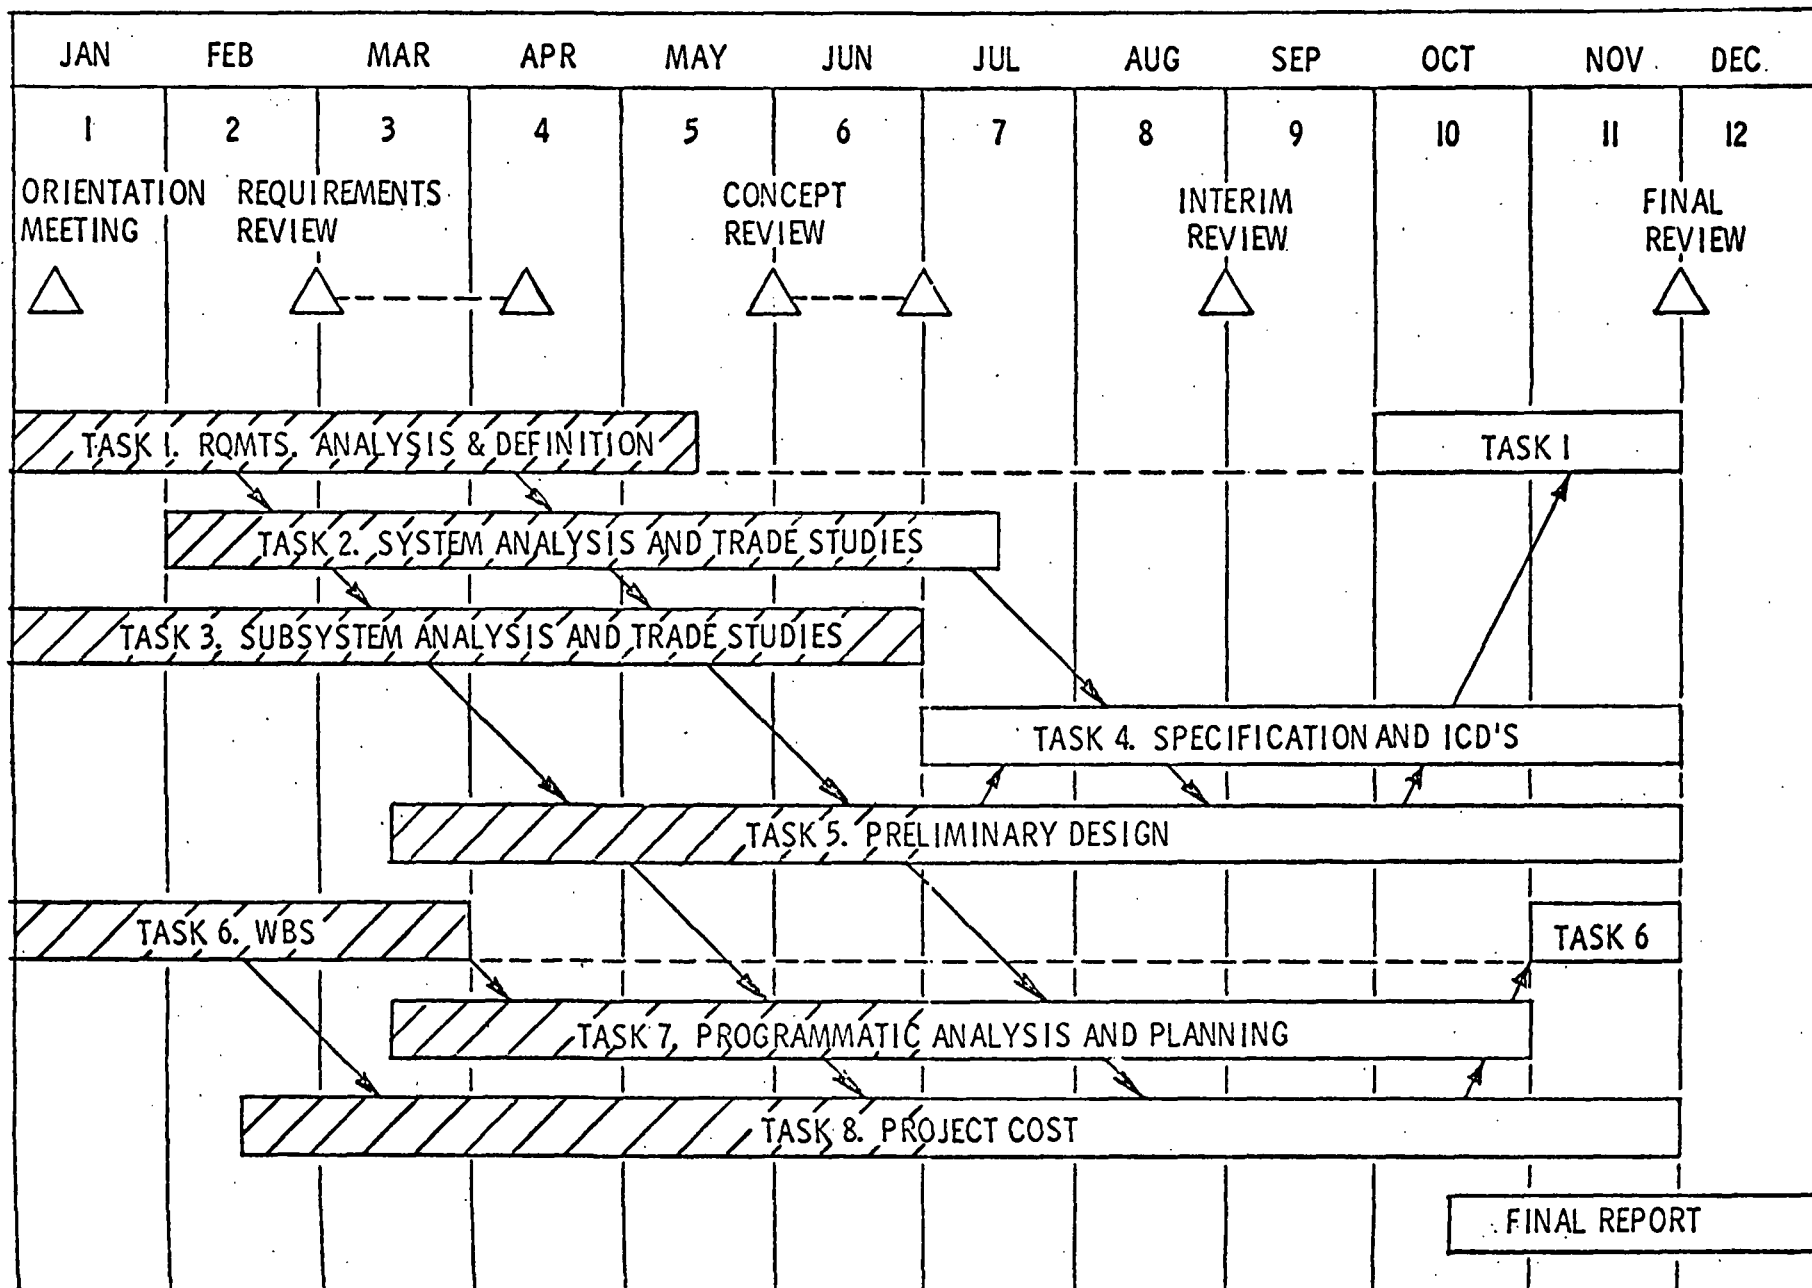 JAN FEB MAR APR MAY JUN JUL AUG SEP OCT NOV DEC.
1 2 3 4 5 6 7 8 9 10 11 12
ORIENTATION REQUIREMENTS CONCEPT INTERIM FINAL
MEETING REVIEW REVIEW REVIEW REVIEW
TASK 1. RQMTS. ANALYSIS & DEFINITION TASK 1
TASK 2. SYSTEM ANALYSIS AND TRADE STUDIES
TASK 3. SUBSYSTEM ANALYSIS AND TRADE STUDIES
TASK 4. SPECIFICATION AND ICD'S
TASK 5. PRELIMINARY DESIGN
TASK 6. WBS TASK 6
TASK 7. PROGRAMMATIC ANALYSIS AND PLANNING
TASK 8. PROJECT COST
FINAL REPORT